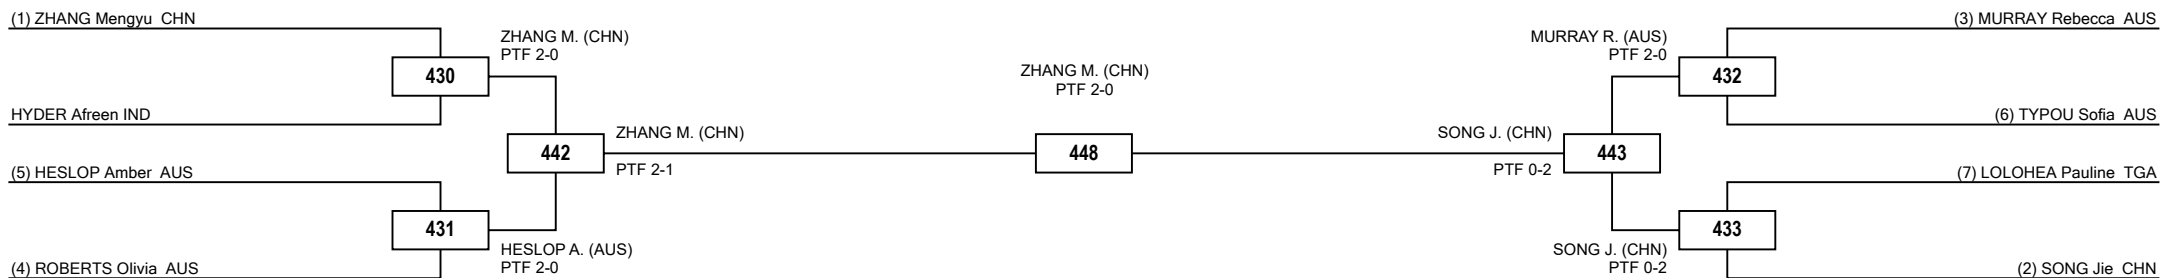 (1) ZHANG Mengyu CHN
ZHANG M. (CHN)
PTF 2-0
430
HYDER Afreen IND
442
ZHANG M. (CHN)
PTF 2-1
(5) HESLOP Amber AUS
431
HESLOP A. (AUS)
PTF 2-0
(4) ROBERTS Olivia AUS
ZHANG M. (CHN)
PTF 2-0
448
(3) MURRAY Rebecca AUS
MURRAY R. (AUS)
PTF 2-0
432
(6) TYPOU Sofia AUS
SONG J. (CHN)
PTF 0-2
443
(7) LOLOHEA Pauline TGA
433
SONG J. (CHN)
PTF 0-2
(2) SONG Jie CHN